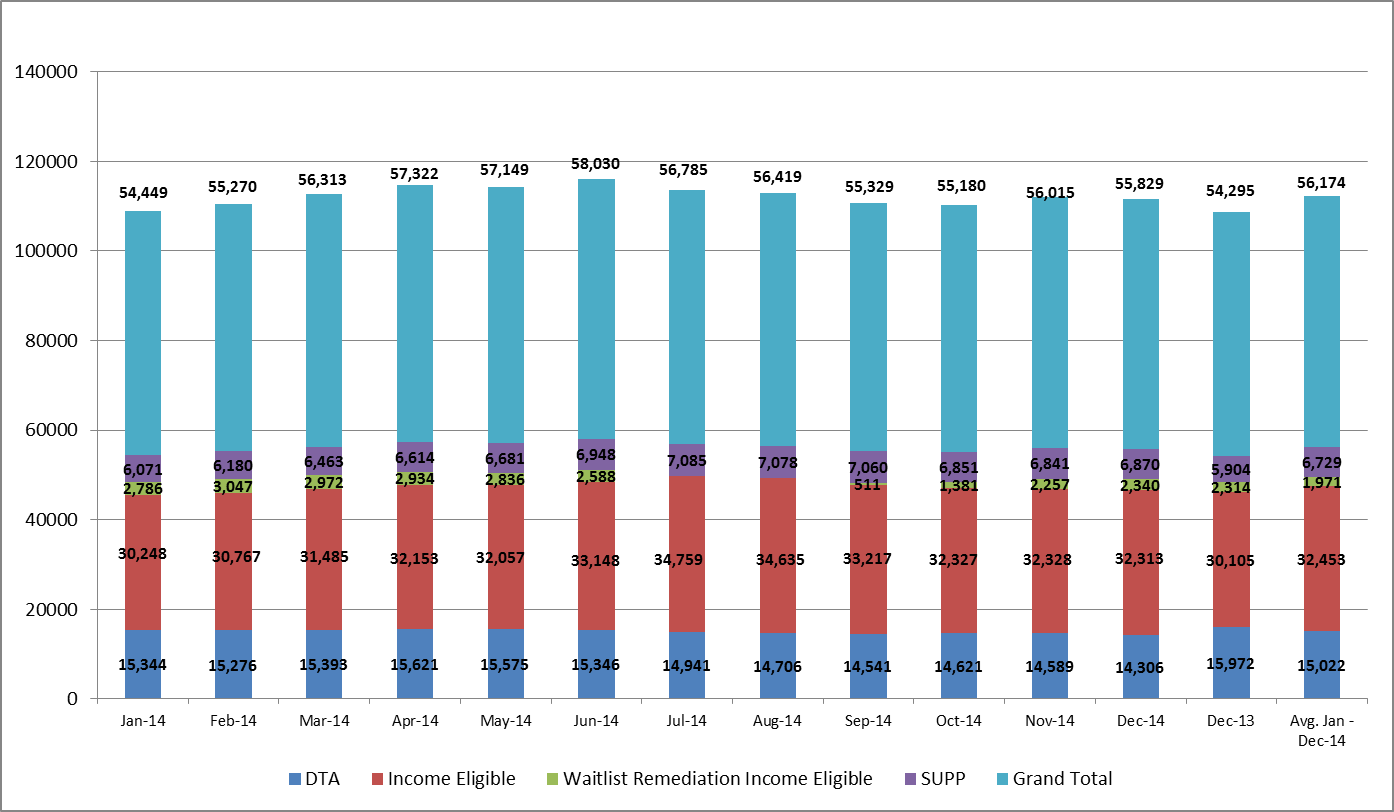 140000
120000
100000
80000
60000
40000
20000
0
54,449 55,270 56,313 57,322 57,149 58,030 56,785 56,419 55,329 55,180 56,015 55,829 54,295 56,174
6,071 6,180 6,463 6,614 6,681 6,948 7,085 7,078 7,060 6,851 6,841 6,870 5,904 6,729
2,786 3,047 2,972 2,934 2,836 2,588 511 1,381 2,257 2,340 2,314 1,971
30,248 30,767 31,485 32,153 32,057 33,148 34,759 34,635 33,217 32,327 32,328 32,313 30,105 32,453
15,344 15,276 15,393 15,621 15,575 15,346 14,941 14,706 14,541 14,621 14,589 14,306 15,972 15,022
Jan-14 Feb-14 Mar-14 Apr-14 May-14 Jun-14 Jul-14 Aug-14 Sep-14 Oct-14 Nov-14 Dec-14 Dec-13 Avg. Jan -
Dec-14
DTA Income Eligible Waitlist Remediation Income Eligible SUPP Grand Total